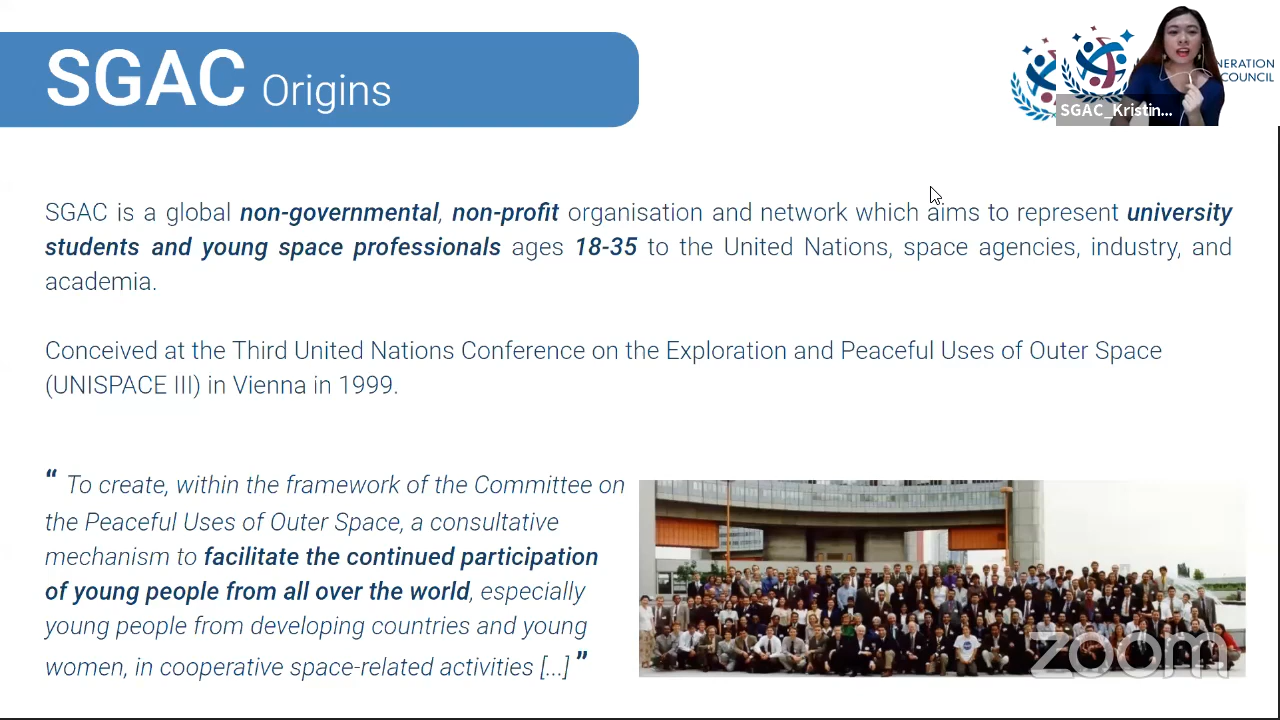 SGAC Origins
NERATION
COUNCIL
SGAC_Kristin...
SGAC is a global non-governmental, non-profit organisation and network which aims to represent university
students and young space professionals ages 18-35 to the United Nations, space agencies, industry, and
academia.
Conceived at the Third United Nations Conference on the Exploration and Peaceful Uses of Outer Space
(UNISPACE III) in Vienna in 1999.
“ To create, within the framework of the Committee on
the Peaceful Uses of Outer Space, a consultative
mechanism to facilitate the continued participation
of young people from all over the world, especially
young people from developing countries and young
women, in cooperative space-related activities [...] ”
zoom